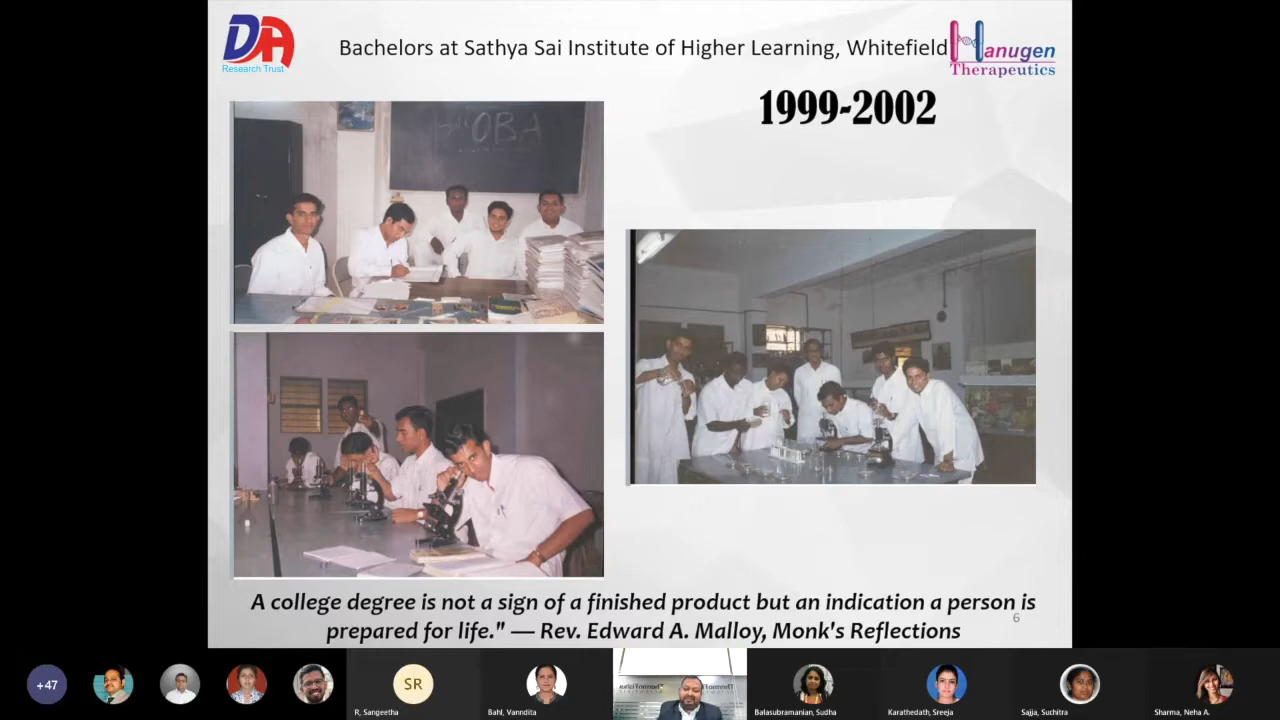 DA
Research Trust
Bachelors at Sathya Sai Institute of Higher Learning, Whitefield
Hanugen
Therapeutics
1999-2002
OBA
A college degree is not a sign of a finished product but an indication a person is
prepared for life." — Rev. Edward A. Malloy, Monk's Reflections
6
+47
SR
R, Sangeetha
Bahl, Vanndita
Balasubramanian, Sudha
Karethedath, Sreeja
Sajja, Suchitra
Sharma, Neha A.